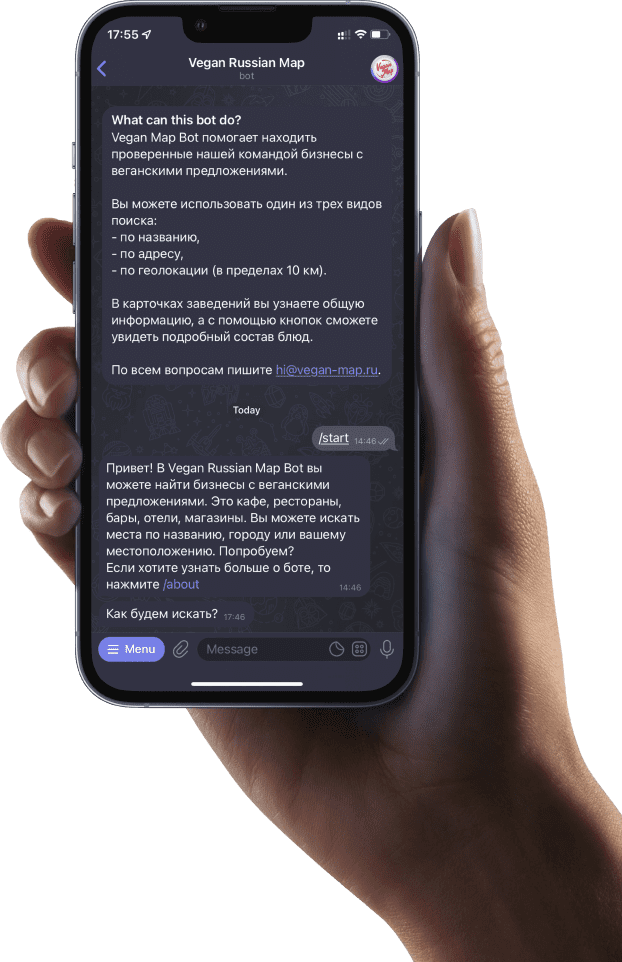 17:55
Vegan Russian Map
bot
Vegan Map
What can this bot do?
Vegan Map Bot помогает находить
проверенные нашей командой бизнесы с
веганскими предложениями.
Вы можете использовать один из трех видов
поиска:
- по названию,
- по адресу,
- по геолокации (в пределах 10 км).
В карточках заведений вы узнаете общую
информацию, а с помощью кнопок сможете
увидеть подробный состав блюд.
По всем вопросам пишите hi@vegan-map.ru.
Today
/start 14:46
Привет! В Vegan Russian Map Bot вы
можете найти бизнесы с веганскими
предложениями. Это кафе, рестораны,
бары, отели, магазины. Вы можете искать
места по названию, городу или вашему
местоположению. Попробуем?
Если хотите узнать больше о боте, то
нажмите /about 14:46
Как будем искать? 17:46
Menu Message